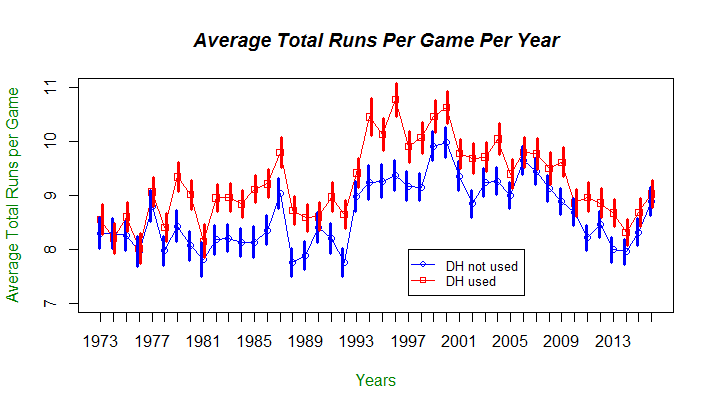 Average Total Runs Per Game Per Year
Average Total Runs per Game
11
10
9
8
7
DH not used
DH used
1973 1977 1981 1985 1989 1993 1997 2001 2005 2009 2013
Years